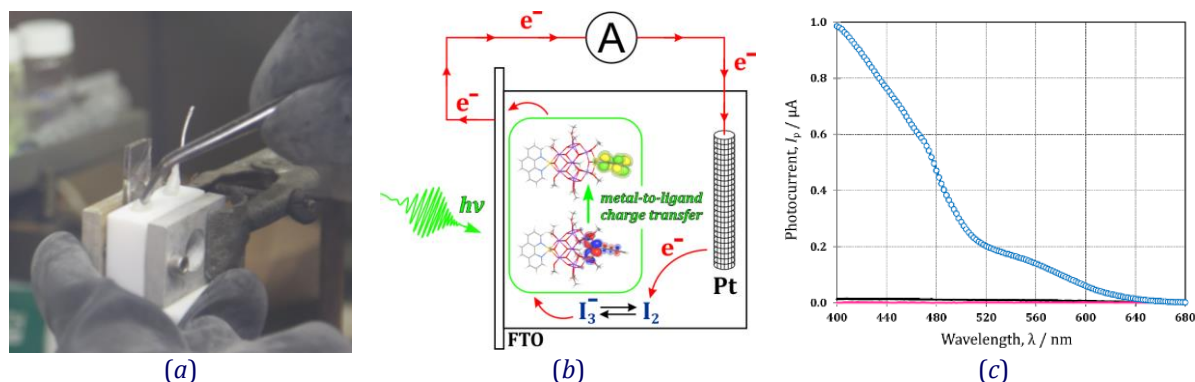 e⁻
A
e⁻
e⁻
hν
metal-to-ligand
charge transfer
e⁻
Pt
I₃⁻ ⇌ I₂
FTO
Photocurrent, Iₚ / µA
1.0
0.8
0.6
0.4
0.2
0.0
400 440 480 520 560 600 640 680
Wavelength, λ / nm
(a) (b) (c)